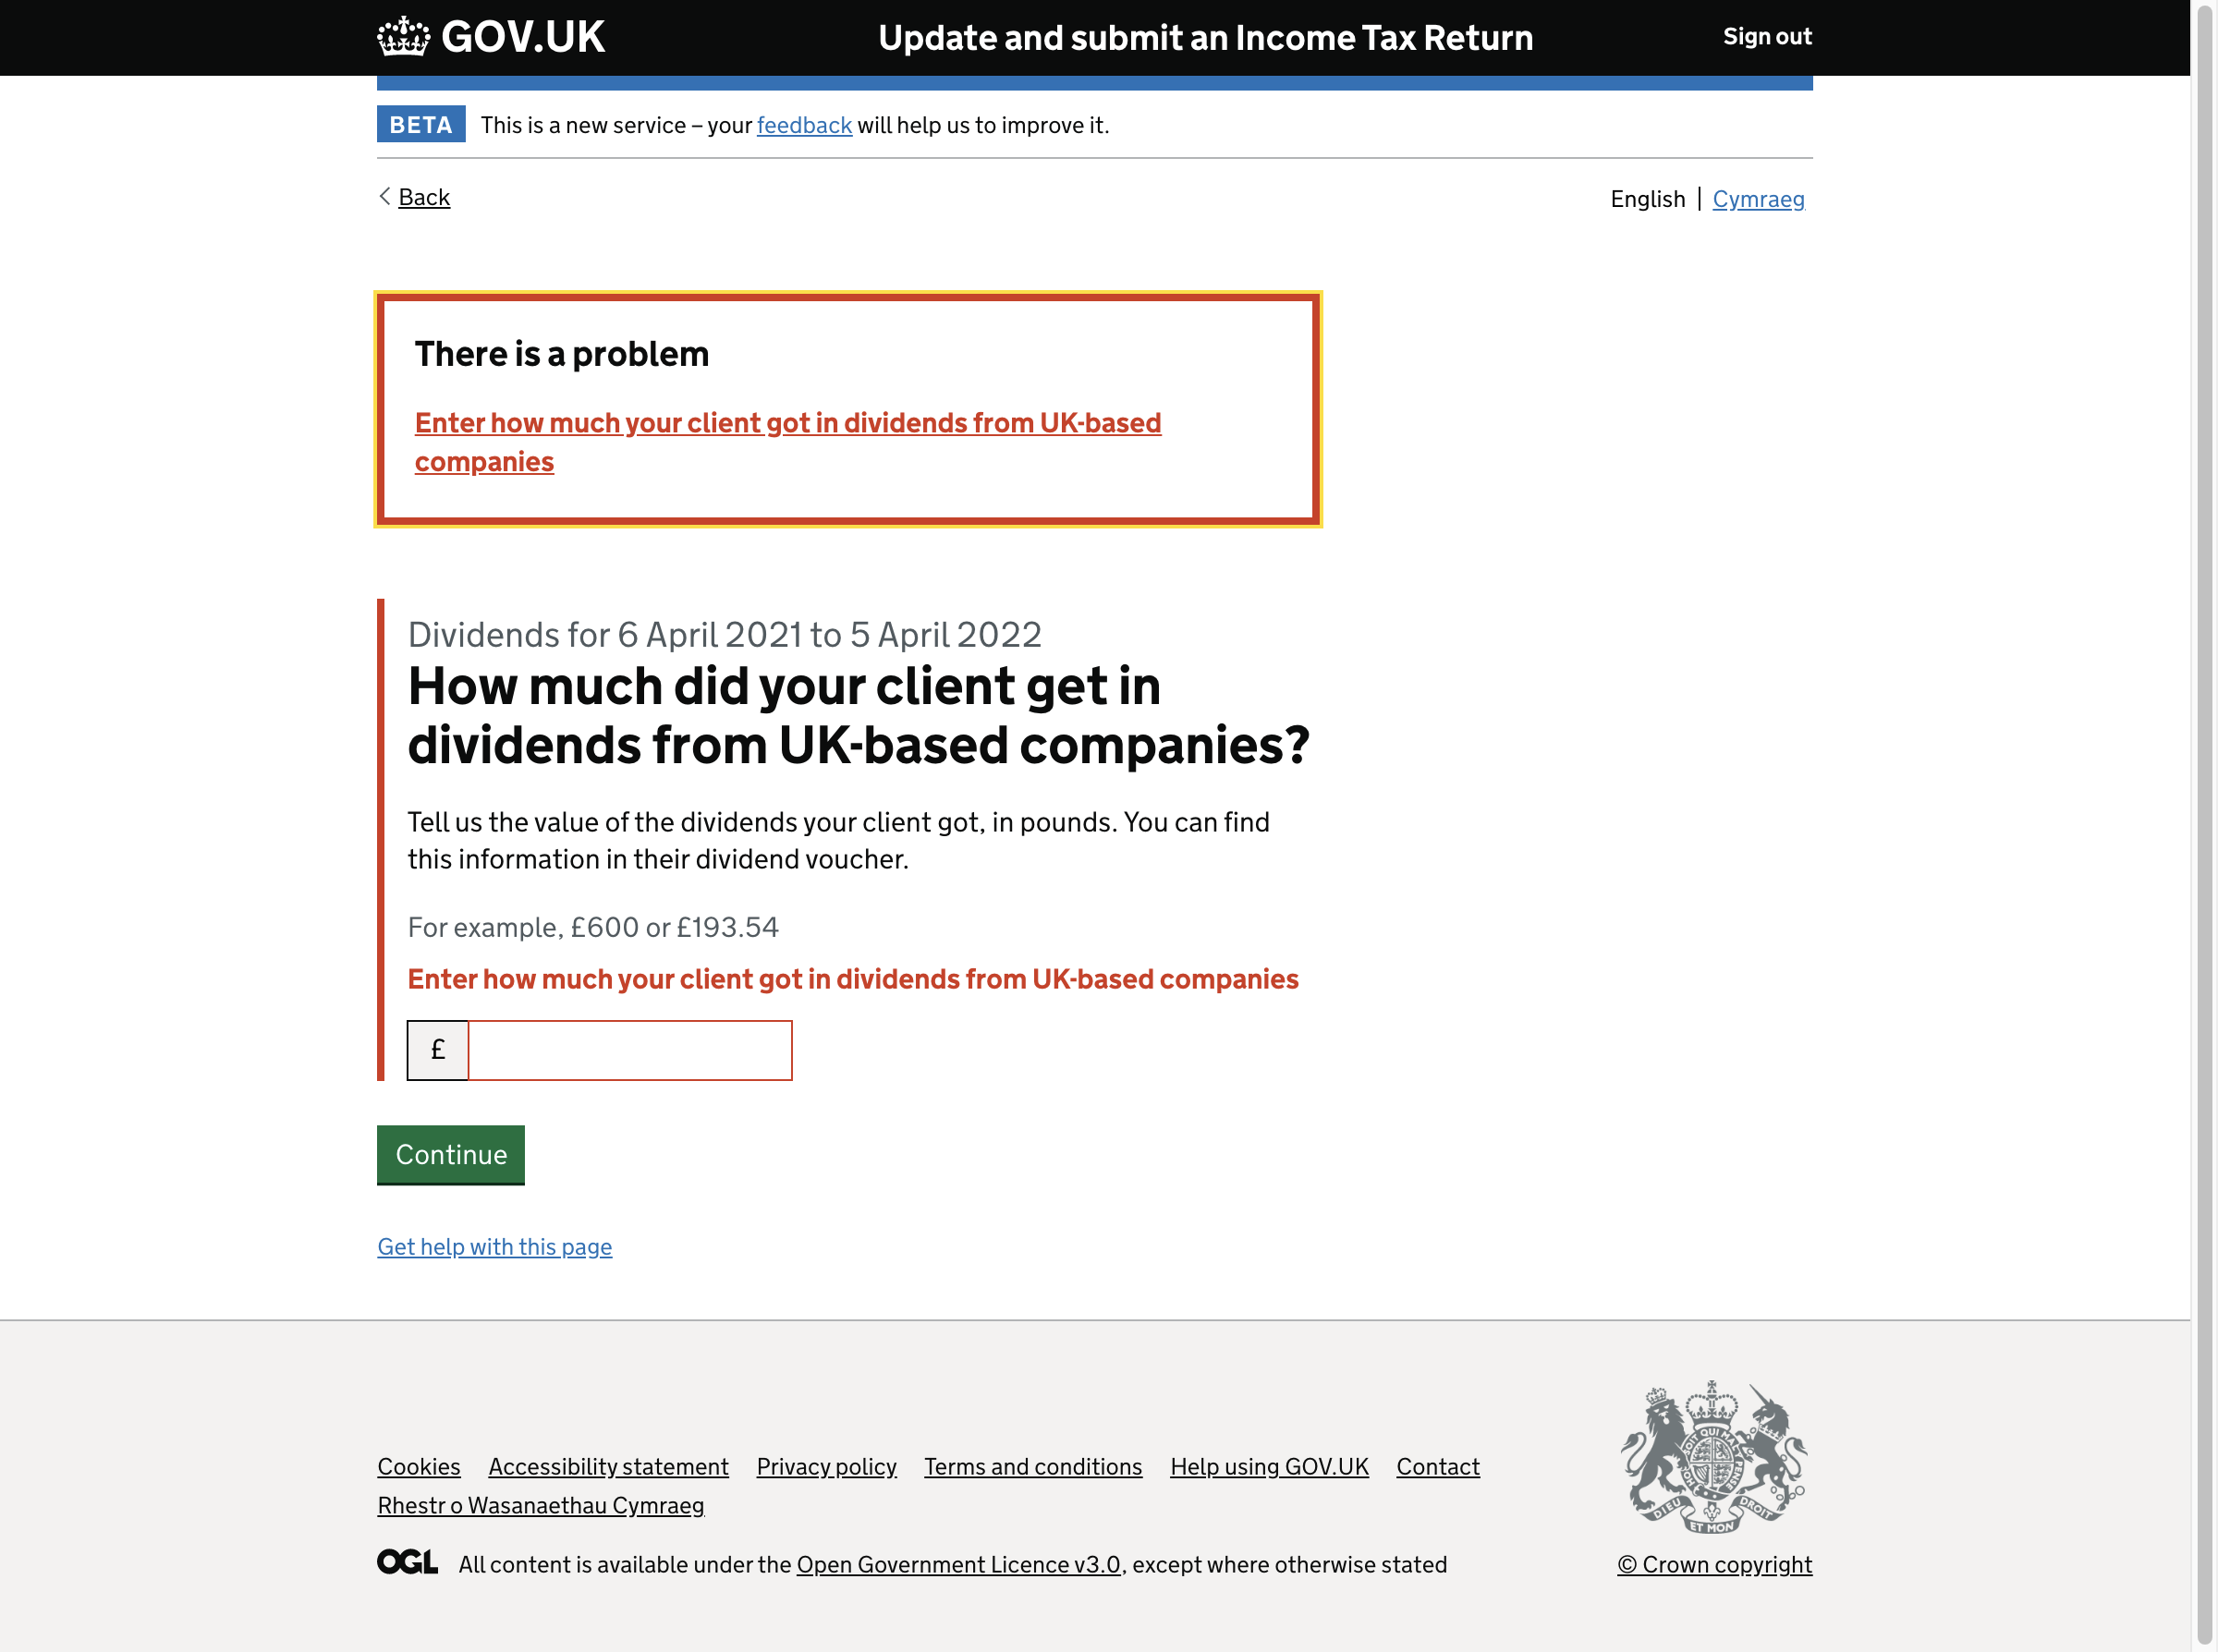 GOV.UK
Update and submit an Income Tax Return
Sign out
BETA
This is a new service – your feedback will help us to improve it.
Back
English | Cymraeg
There is a problem
Enter how much your client got in dividends from UK-based
companies
Dividends for 6 April 2021 to 5 April 2022
How much did your client get in
dividends from UK-based companies?
Tell us the value of the dividends your client got, in pounds. You can find
this information in their dividend voucher.
For example, £600 or £193.54
Enter how much your client got in dividends from UK-based companies
£
Continue
Get help with this page
Cookies Accessibility statement Privacy policy Terms and conditions Help using GOV.UK Contact
Rhestr o Wasanaethau Cymraeg
OGL All content is available under the Open Government Licence v3.0, except where otherwise stated
DIEU ET MON DROIT
© Crown copyright